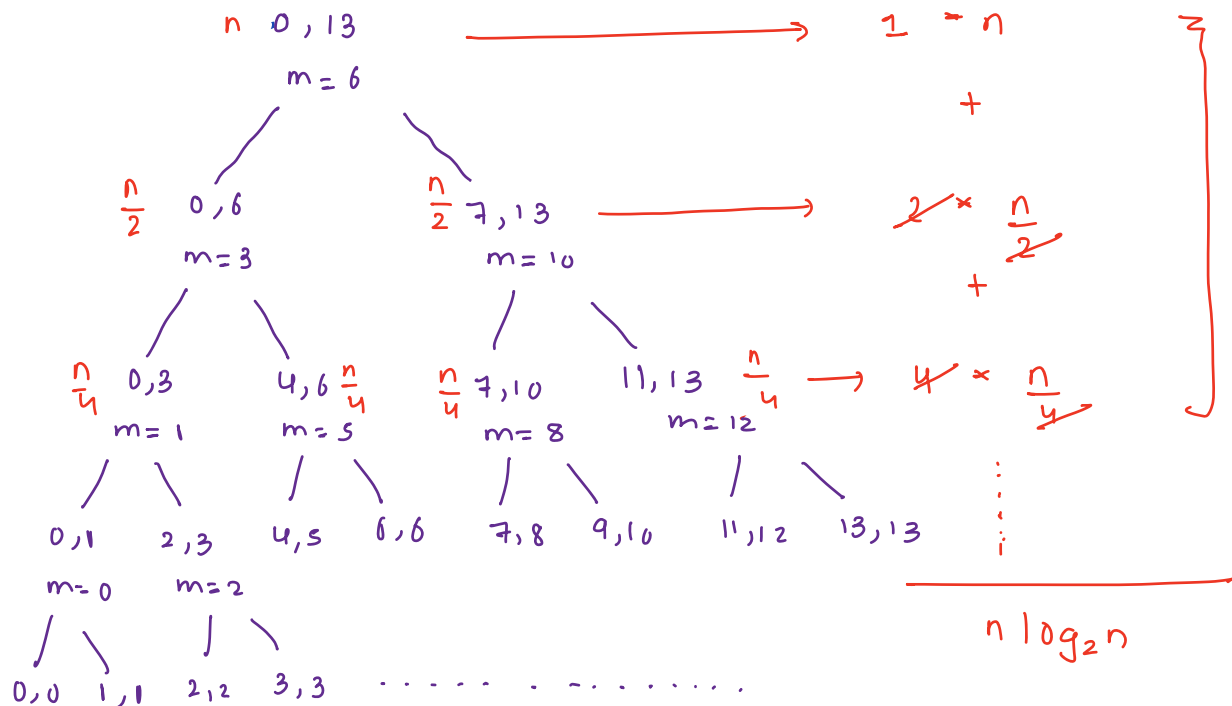 n 0,13 1 * n
m = 6
+
n/2 0,6 n/2 7,13 2 * n/2
m = 3 m = 10
+
n/4 0,3 4,6 n/4 n/4 7,10 11,13 n/4 4 * n/4
m = 1 m = 5 m = 8 m = 12
0,1 2,3 4,5 6,6 7,8 9,10 11,12 13,13
m = 0 m = 2
n log₂n
0,0 1,1 2,2 3,3 . . . . . . . . . . . . . . .